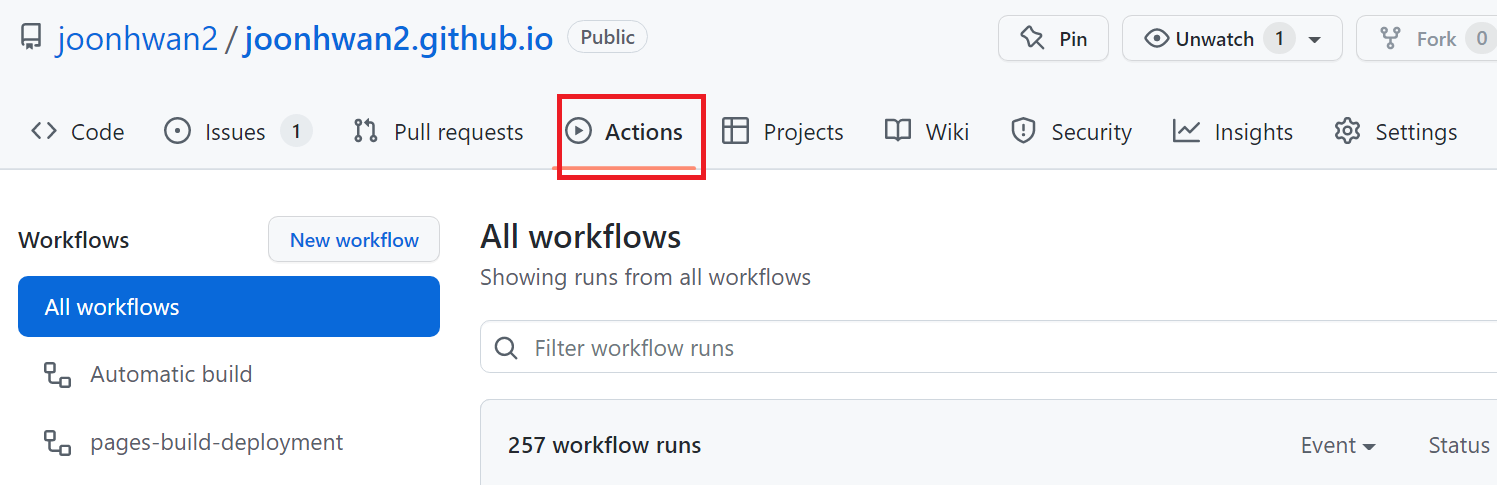 joonhwan2 / joonhwan2.github.io Public Pin Unwatch 1 Fork 0
Code Issues 1 Pull requests Actions Projects Wiki Security Insights Settings
Workflows New workflow
All workflows
Automatic build
pages-build-deployment
All workflows
Showing runs from all workflows
Filter workflow runs
257 workflow runs Event Status